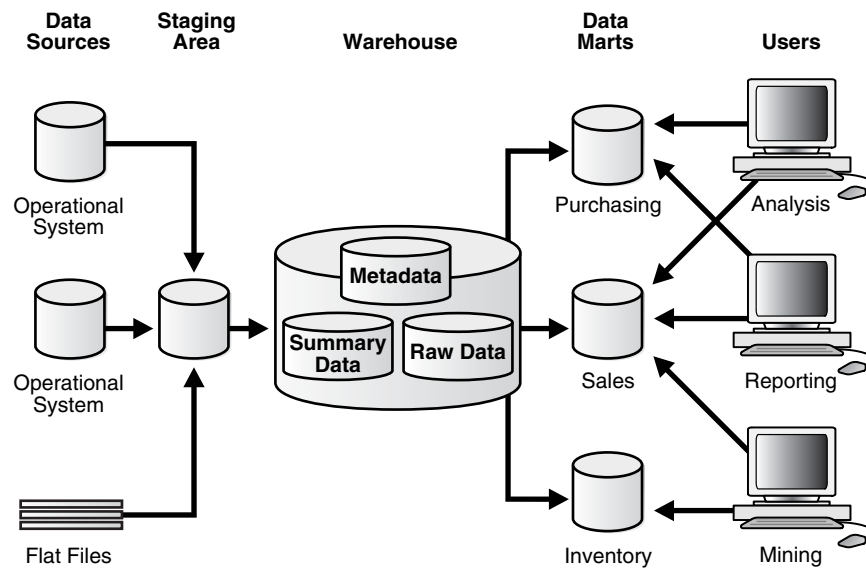 Data
Sources
Staging
Area
Warehouse
Data
Marts
Users
Operational
System
Purchasing
Analysis
Metadata
Summary
Data
Raw Data
Operational
System
Sales
Reporting
Flat Files
Inventory
Mining